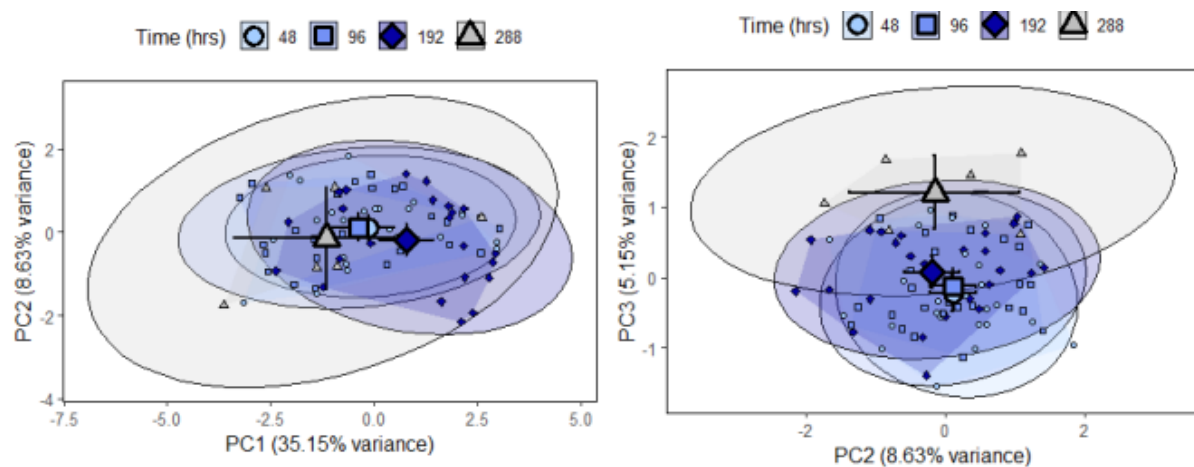 Time (hrs) 48 96 192 288
2
0
-2
-4
PC2 (8.63% variance)
-7.5 -5.0 -2.5 0.0 2.5 5.0
PC1 (35.15% variance)
Time (hrs) 48 96 192 288
2
1
0
-1
PC3 (5.15% variance)
-2 0 2
PC2 (8.63% variance)